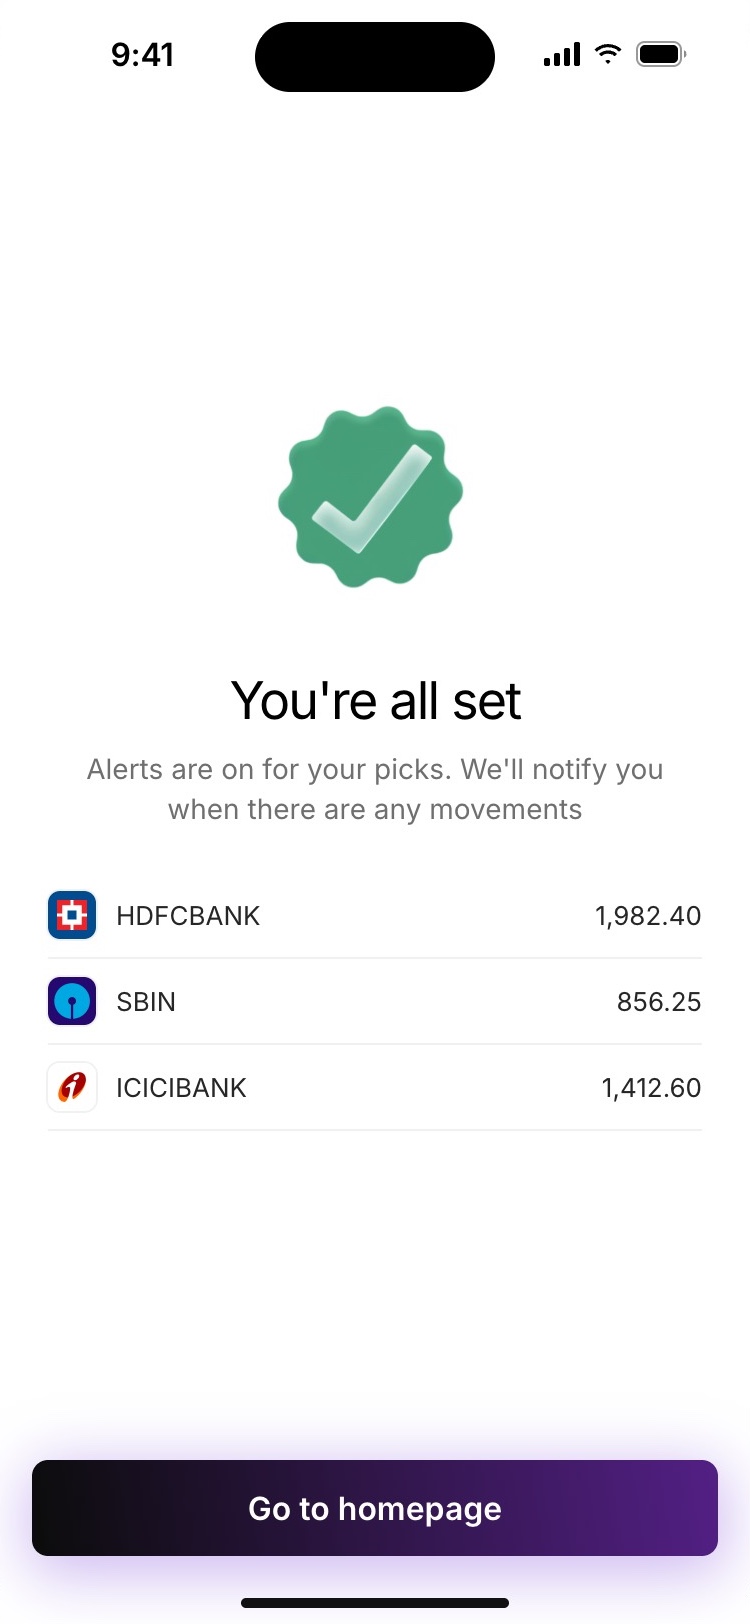 9:41
You're all set
Alerts are on for your picks. We'll notify you
when there are any movements
HDFCBANK 1,982.40
SBIN 856.25
ICICIBANK 1,412.60
Go to homepage